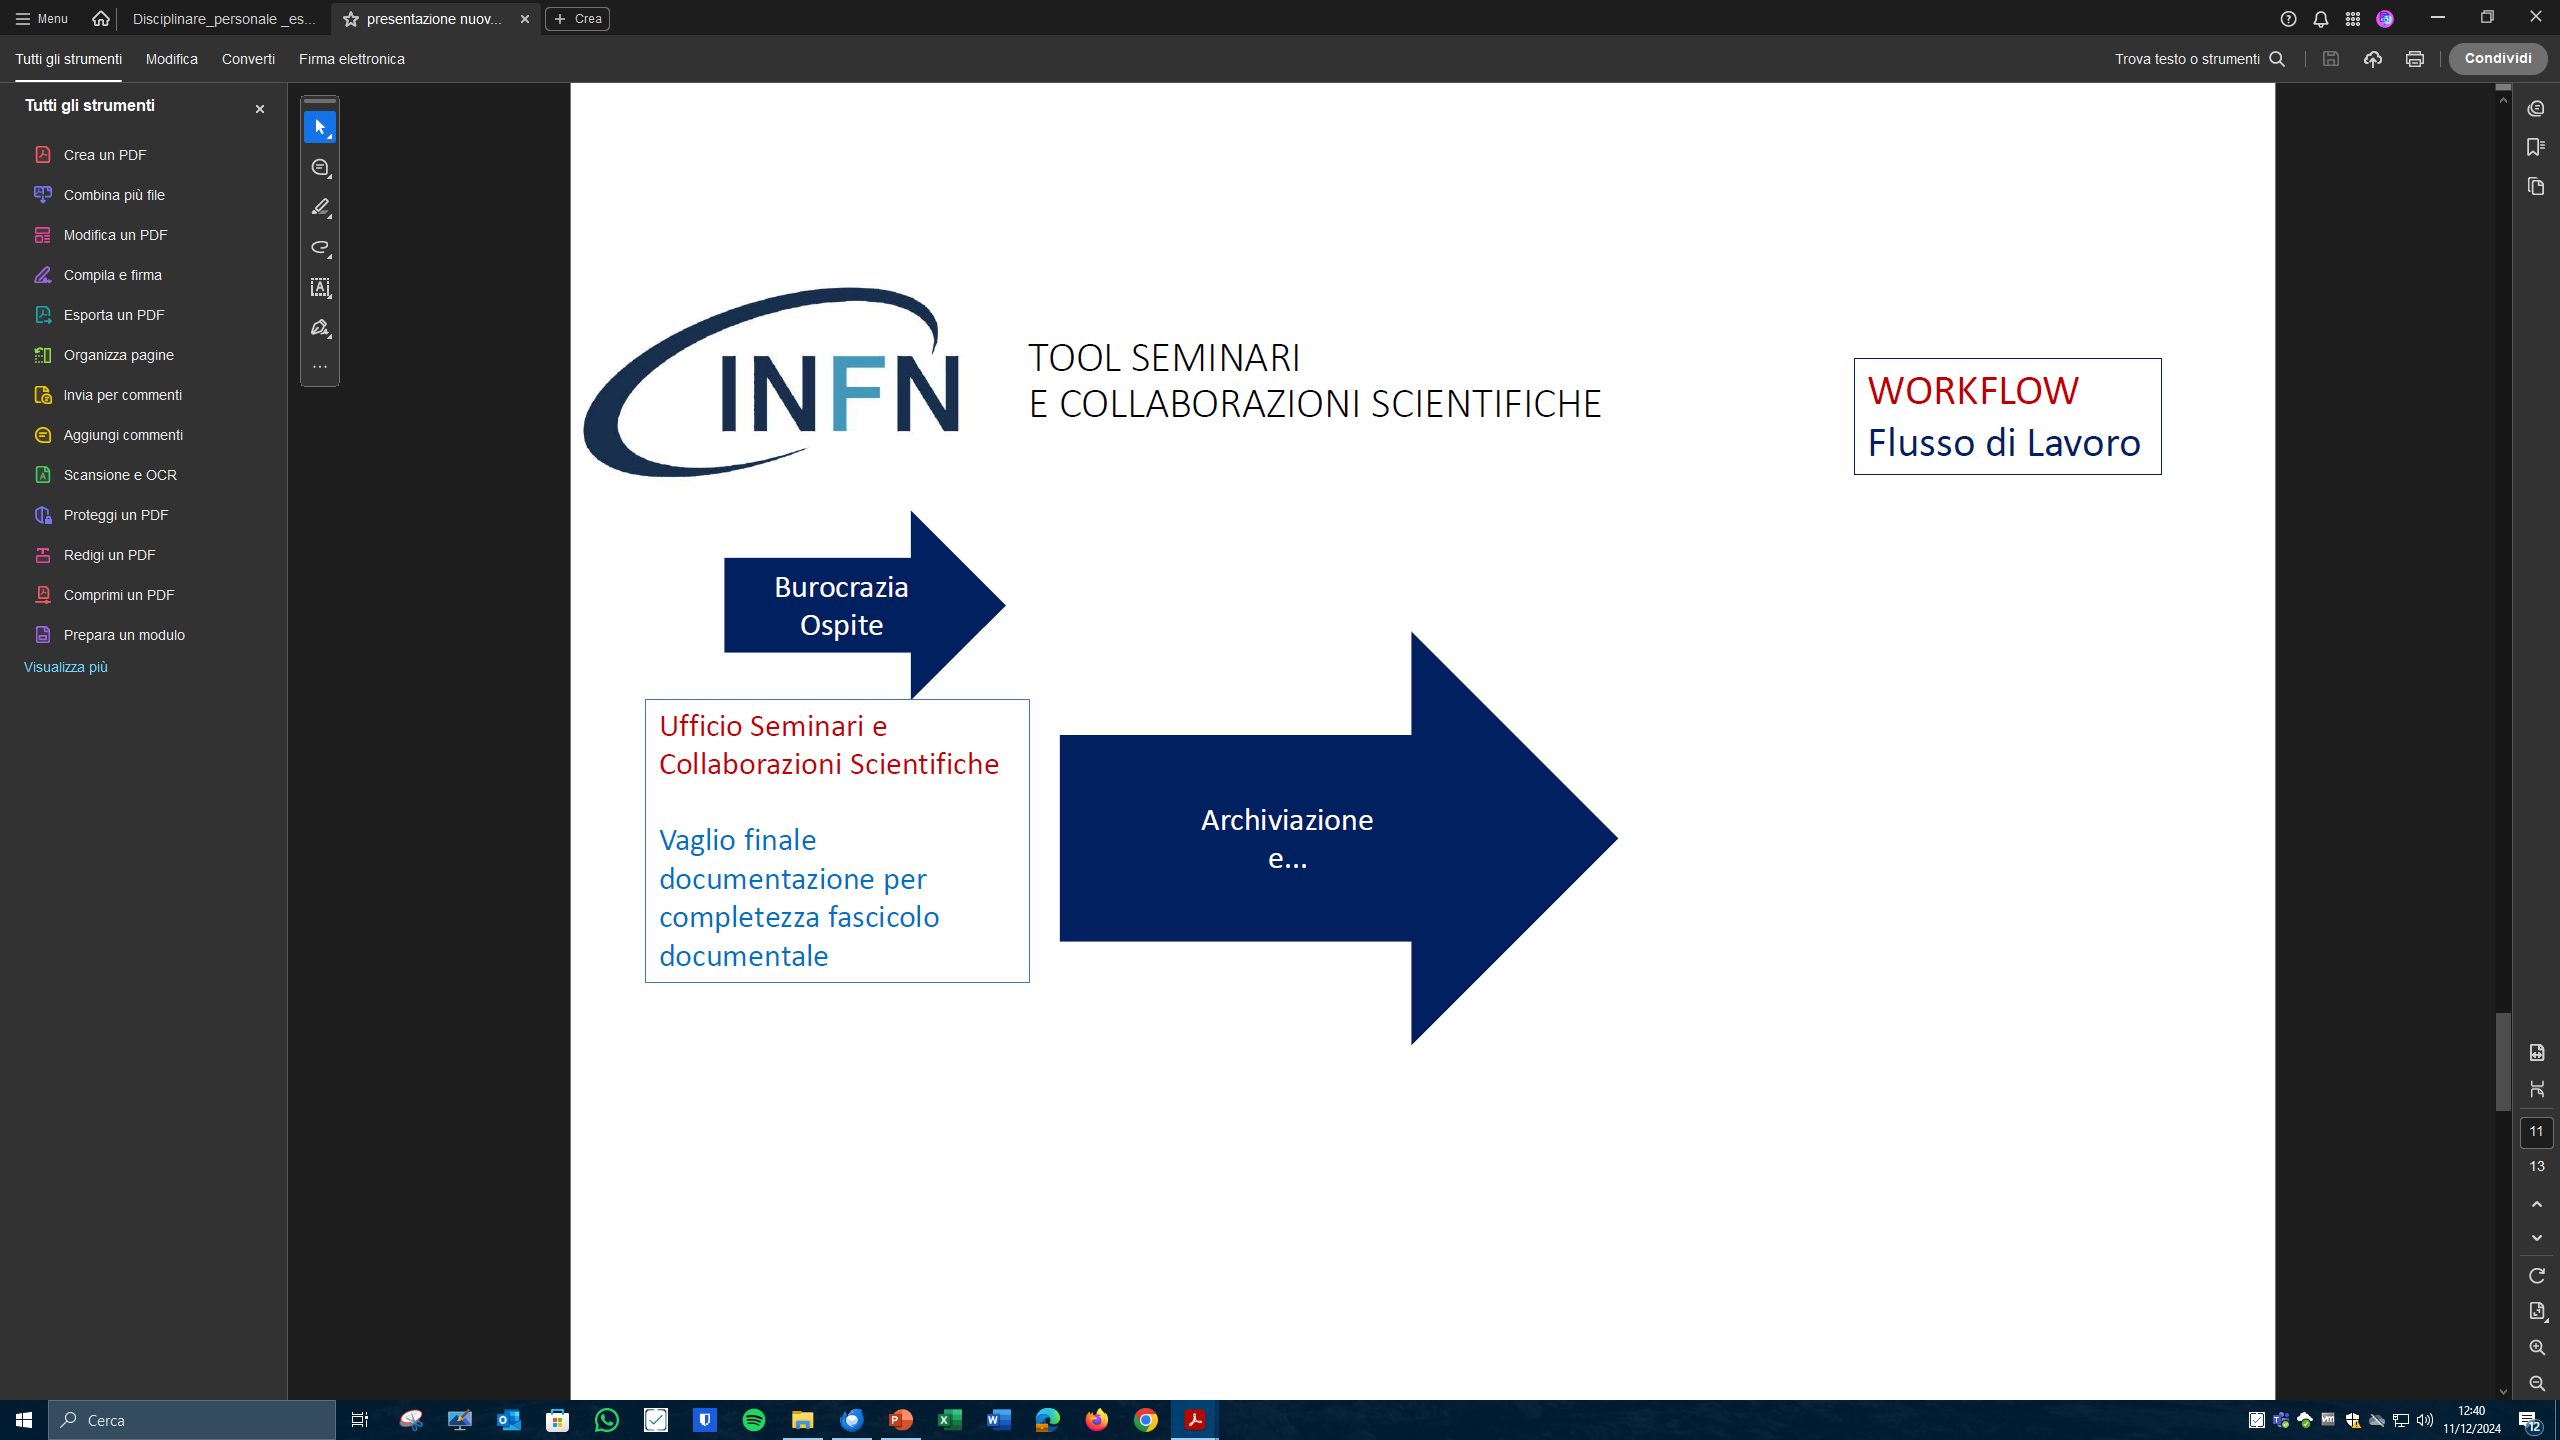 Menu
Disciplinare_personale _es...
presentazione nuov...
Crea
Tutti gli strumenti
Modifica
Converti
Firma elettronica
Trova testo o strumenti
Condividi
Tutti gli strumenti
Crea un PDF
Combina più file
Modifica un PDF
Compila e firma
Esporta un PDF
Organizza pagine
Invia per commenti
Aggiungi commenti
Scansione e OCR
Proteggi un PDF
Redigi un PDF
Comprimi un PDF
Prepara un modulo
Visualizza più
INFN
TOOL SEMINARI
E COLLABORAZIONI SCIENTIFICHE
WORKFLOW
Flusso di Lavoro
Burocrazia
Ospite
Ufficio Seminari e
Collaborazioni Scientifiche
Vaglio finale
documentazione per
completezza fascicolo
documentale
Archiviazione
e...
11
13
Cerca
12:40
11/12/2024
12